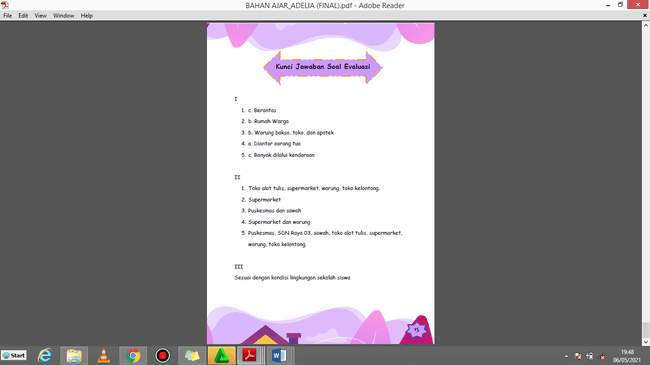 BAHAN AJAR_ADELIA (FINAL).pdf - Adobe Reader
File Edit View Window Help
Kunci Jawaban Soal Evaluasi
I
1. c. Berantas
2. b. Rumah Warga
3. b. Warung bakso, toko, dan apotek
4. a. Diantar oarang tua
5. c. Banyak dilalui kendaraan
II
1. Toko alat tulis, supermarket, warung, toko kelontong.
2. Supermarket
3. Puskesmas dan sawah
4. Supermarket dan warung
5. Puskesmas, SDN Raya 03, sawah, toko alat tulis, supermarket,
warung, toko kelontong.
III
Sesuai dengan kondisi lingkungan sekolah siswa
15
Start
19:48
06/05/2021